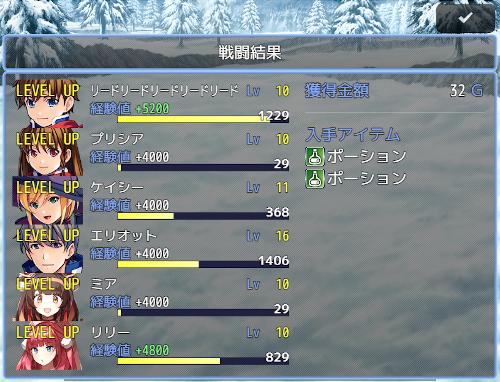 戦闘結果
LEVEL UP リードリードリードリードリード Lv 10
経験値 +5200
1229
獲得金額 32 G
LEVEL UP プリシア Lv 10
経験値 +4000
29
入手アイテム
ポーション
ポーション
LEVEL UP ケイシー Lv 11
経験値 +4000
368
LEVEL UP エリオット Lv 16
経験値 +4000
1406
LEVEL UP ミア Lv 10
経験値 +4000
29
LEVEL UP リリー Lv 10
経験値 +4800
829